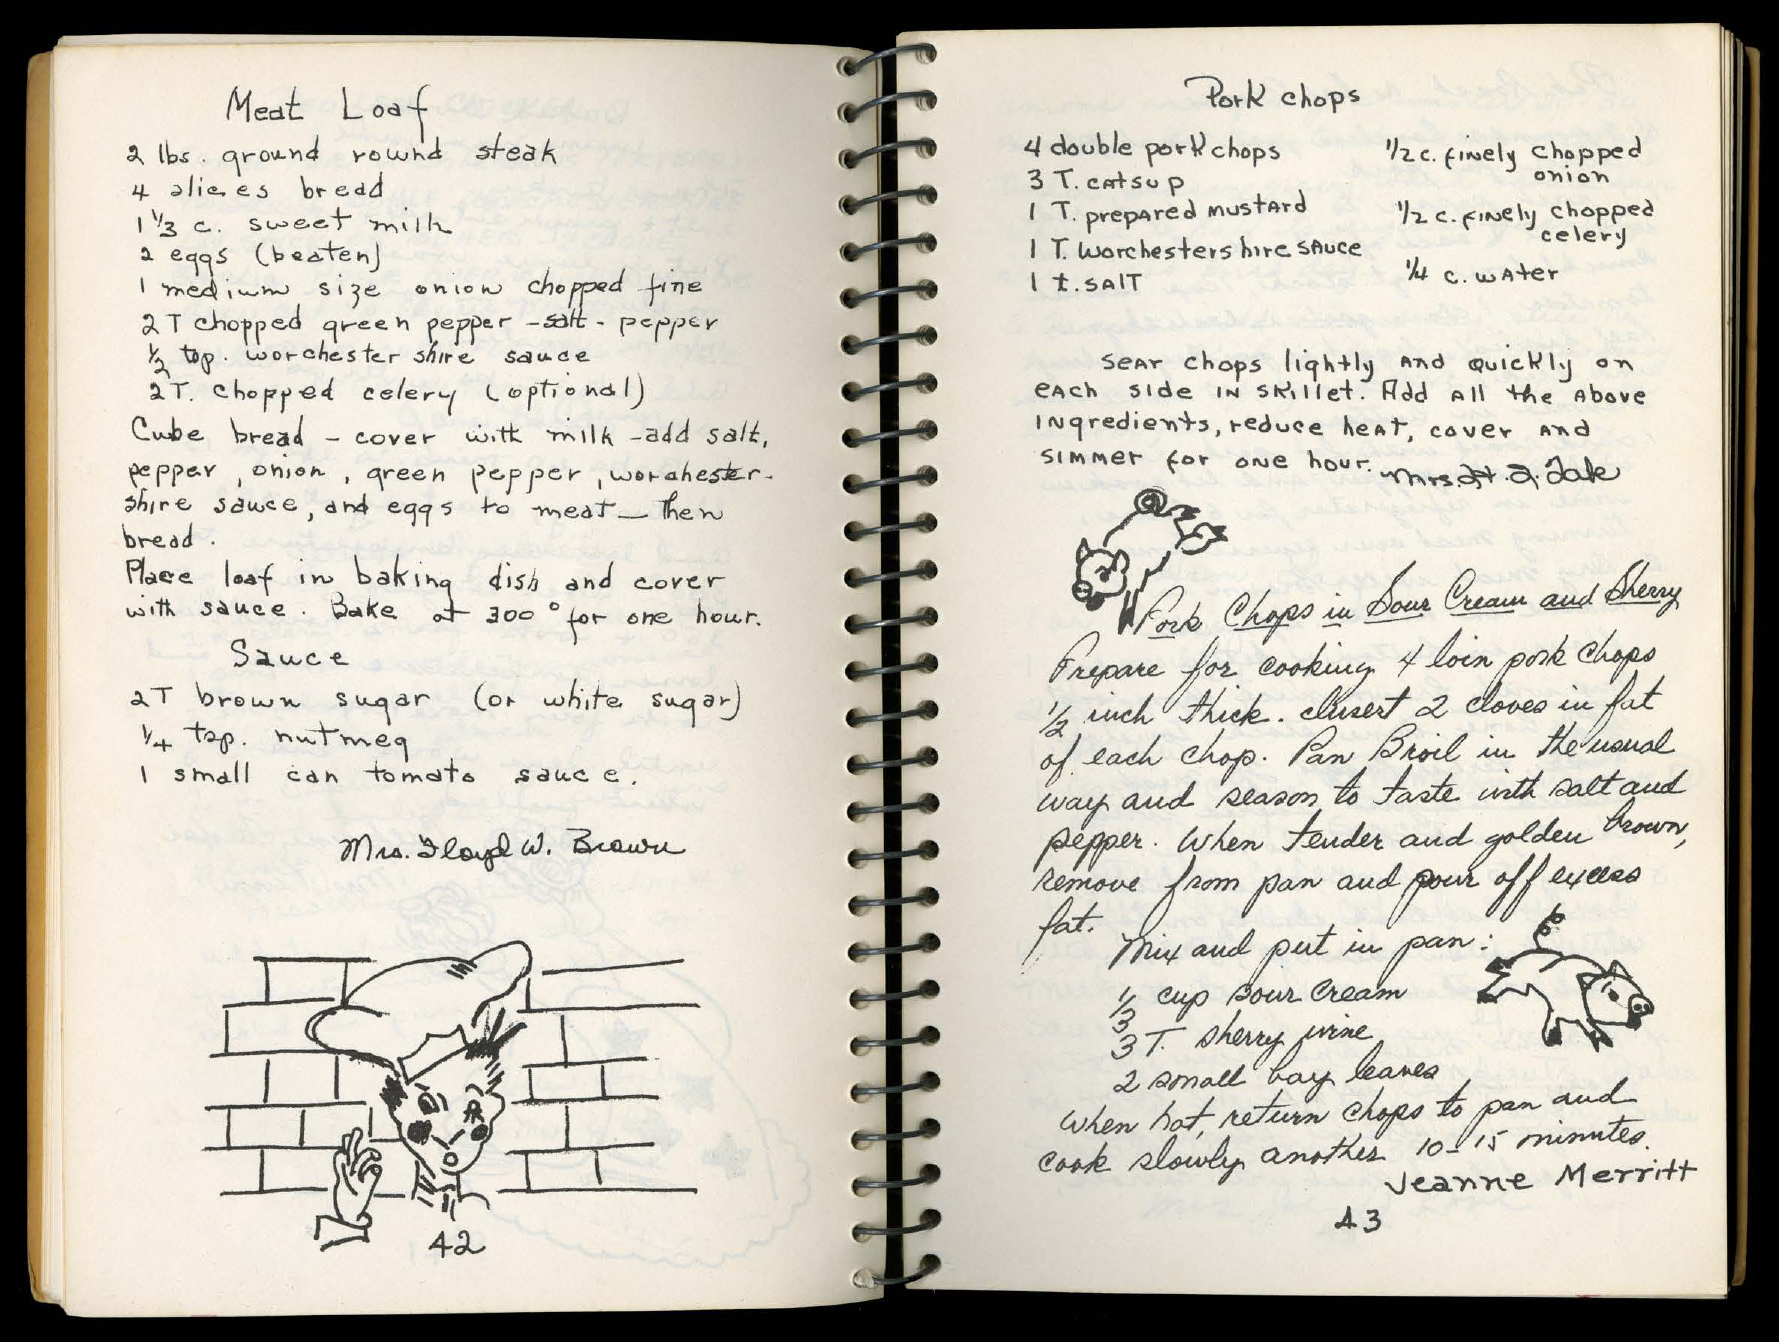 Meat Loaf
2 lbs. ground round steak
4 slices bread
1 1/3 c. sweet milk
2 eggs (beaten)
1 medium size onion chopped fine
2 T chopped green pepper - salt - pepper
1/2 tsp. worchester shire sauce
2 T. chopped celery (optional)
Cube bread - cover with milk - add salt,
pepper, onion, green pepper, worchester-
shire sauce, and eggs to meat — then
bread.
Place loaf in baking dish and cover
with sauce. Bake at 300° for one hour.
Sauce
2 T brown sugar (or white sugar)
1/4 tsp. nutmeg
1 small can tomato sauce.
Mrs. Floyd W. Brown
42
Pork chops
4 double pork chops
3 T. catsup
1 T. prepared mustard
1 T. Worchestershire sauce
1 t. salt
1/2 c. finely chopped
onion
1/2 c. finely chopped
celery
1/4 c. water
Sear chops lightly and quickly on
each side in skillet. Add all the above
ingredients, reduce heat, cover and
simmer for one hour. Mrs.
Pork Chops in Sour Cream and Sherry
Prepare for cooking 4 loin pork chops
1/2 inch thick. Insert 2 cloves in fat
of each chop. Pan Broil in the usual
way and season to taste with salt and
pepper. When tender and golden brown,
remove from pan and pour off excess
fat.
Mix and put in pan:
1/3 cup sour cream
3 T. sherry wine
2 small bay leaves
When hot, return chops to pan and
cook slowly another 10-15 minutes.
Jeanne Merritt
43